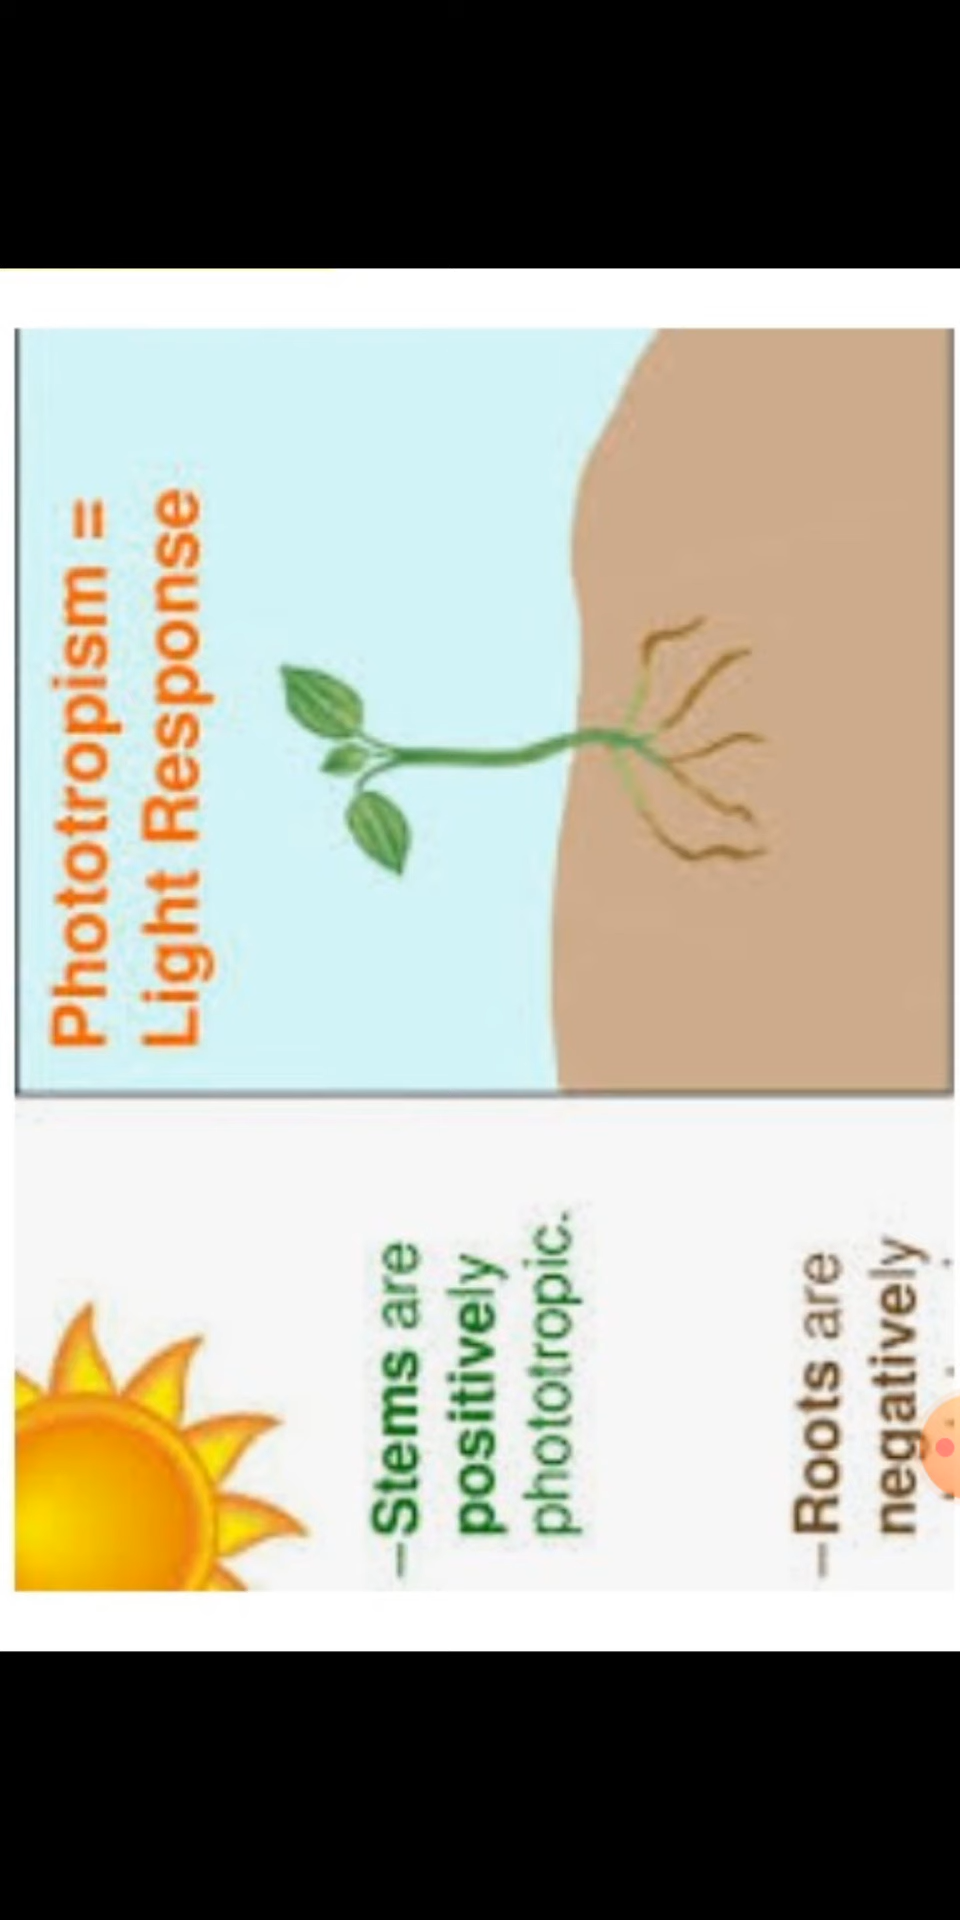 Phototropism =
Light Response
–Stems are
positively
phototropic.
–Roots are
negatively